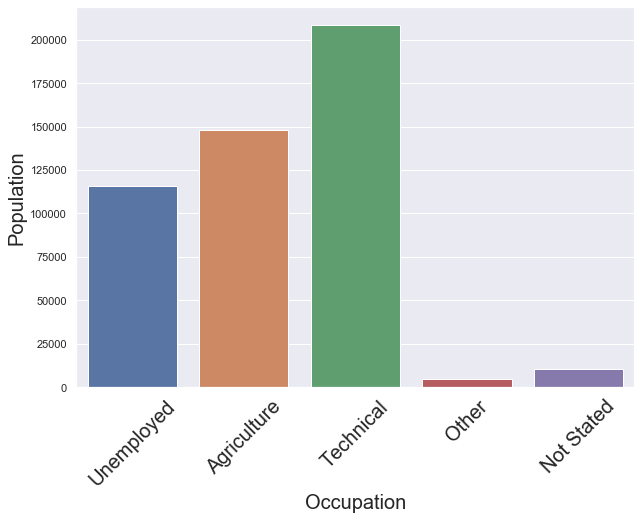 200000
175000
150000
125000
100000
75000
50000
25000
0
Population
Unemployed
Agriculture
Technical
Other
Not Stated
Occupation